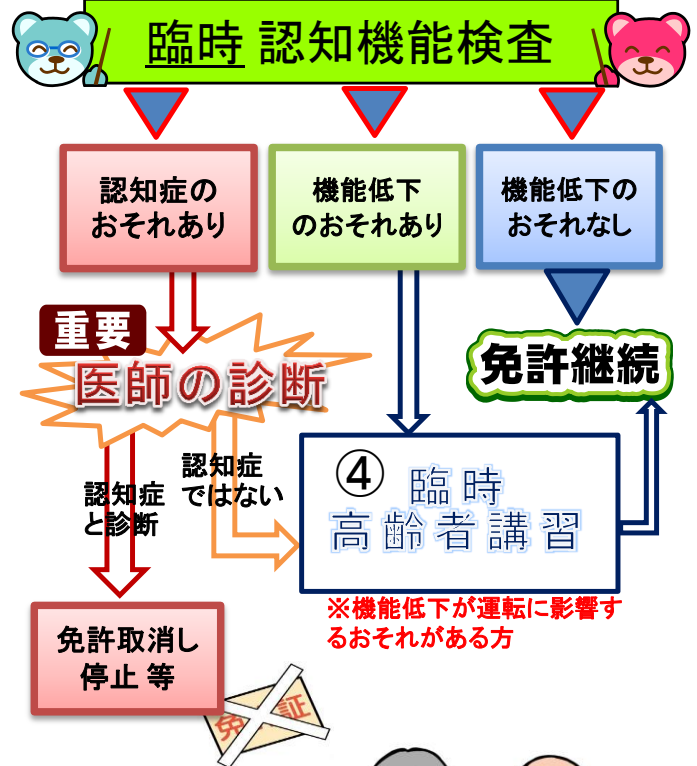 臨時 認知機能検査
認知症の
おそれあり
機能低下
のおそれあり
機能低下の
おそれなし
重要
医師の診断
免許継続
認知症
と診断
認知症
ではない
④ 臨時
高齢者講習
※機能低下が運転に影響す
るおそれがある方
免許取消し
停止 等
免 証